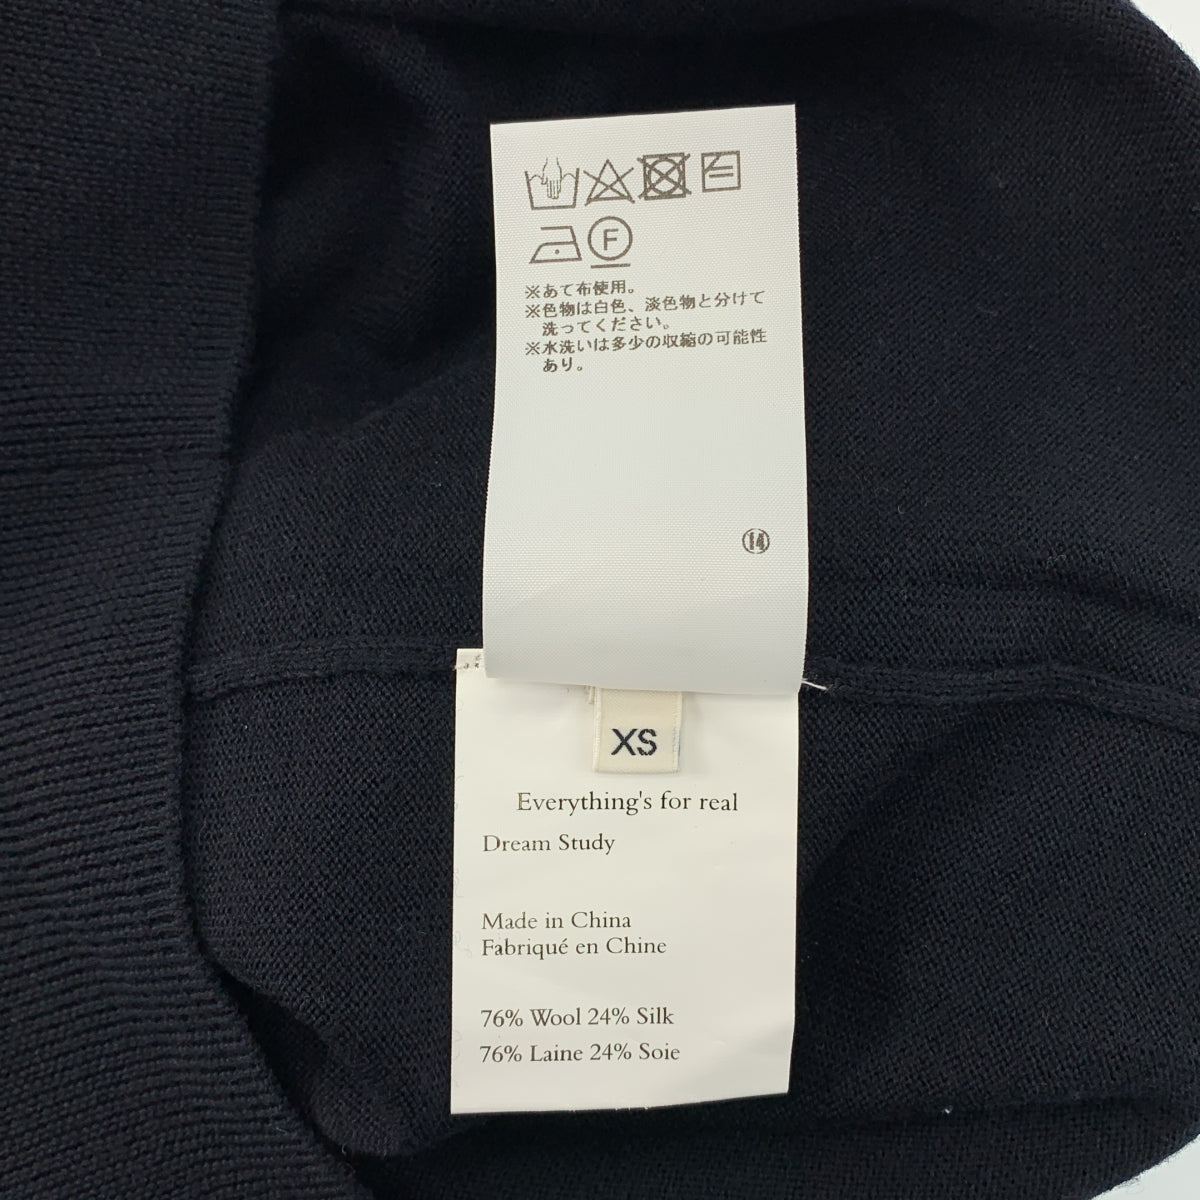 F
※あて布使用。
※色物は白色、淡色物と分けて
洗ってください。
※水洗いは多少の収縮の可能性
あり。
⑭
XS
Everything's for real
Dream Study
Made in China
Fabriqué en Chine
76% Wool 24% Silk
76% Laine 24% Soie